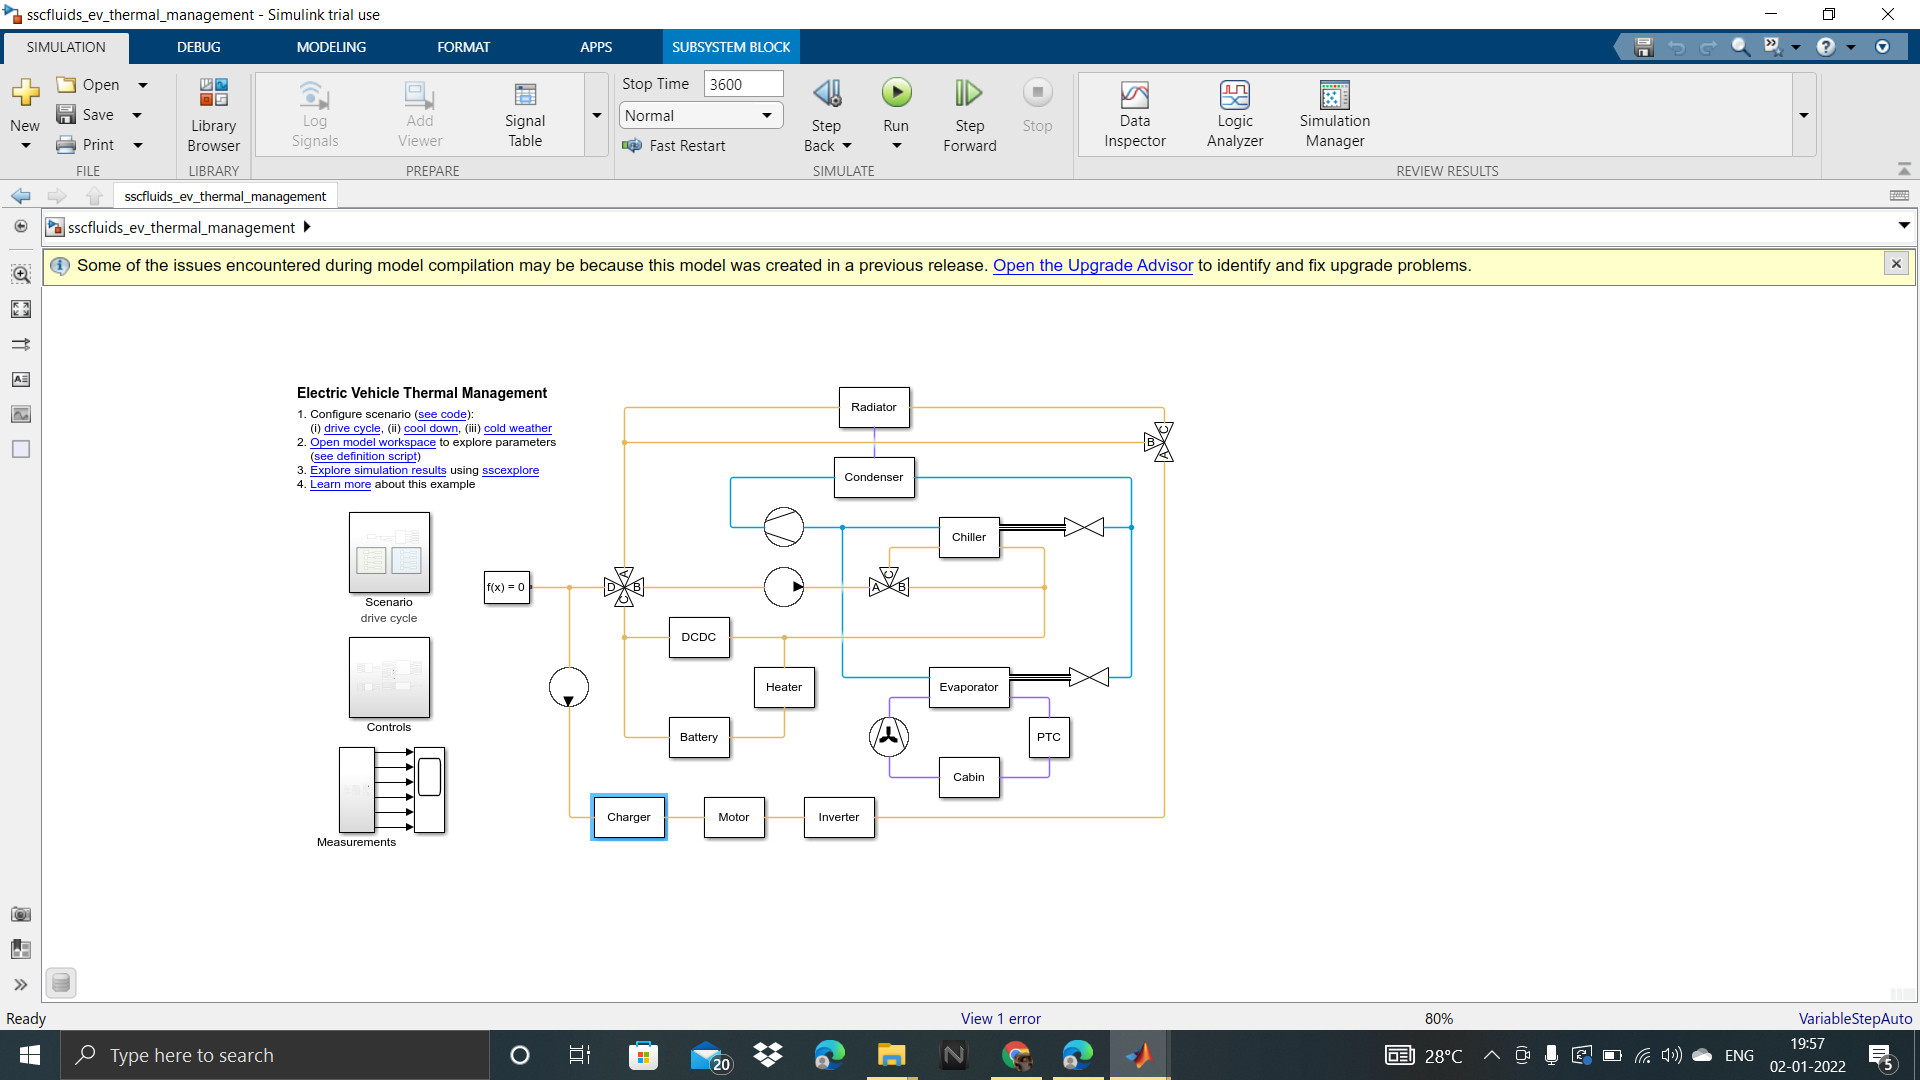 sscfluids_ev_thermal_management - Simulink trial use
SIMULATION DEBUG MODELING FORMAT APPS SUBSYSTEM BLOCK
New
Open
Save
Print
FILE
Library Browser
LIBRARY
Log Signals
Add Viewer
Signal Table
PREPARE
Stop Time 3600
Normal
Fast Restart
Step Back
Run
Step Forward
Stop
SIMULATE
Data Inspector
Logic Analyzer
Simulation Manager
REVIEW RESULTS
sscfluids_ev_thermal_management
sscfluids_ev_thermal_management
Some of the issues encountered during model compilation may be because this model was created in a previous release. Open the Upgrade Advisor to identify and fix upgrade problems.
Electric Vehicle Thermal Management
1. Configure scenario (see code):
(i) drive cycle, (ii) cool down, (iii) cold weather
2. Open model workspace to explore parameters
(see definition script)
3. Explore simulation results using sscexplore
4. Learn more about this example
Scenario
drive cycle
Controls
Measurements
f(x) = 0
Radiator
B C A
Condenser
Chiller
D A B C
A C B
DCDC
Heater
Evaporator
Battery
PTC
Cabin
Charger
Motor
Inverter
Ready
View 1 error
80%
VariableStepAuto
Type here to search
20
28°C
ENG
19:57
02-01-2022
5